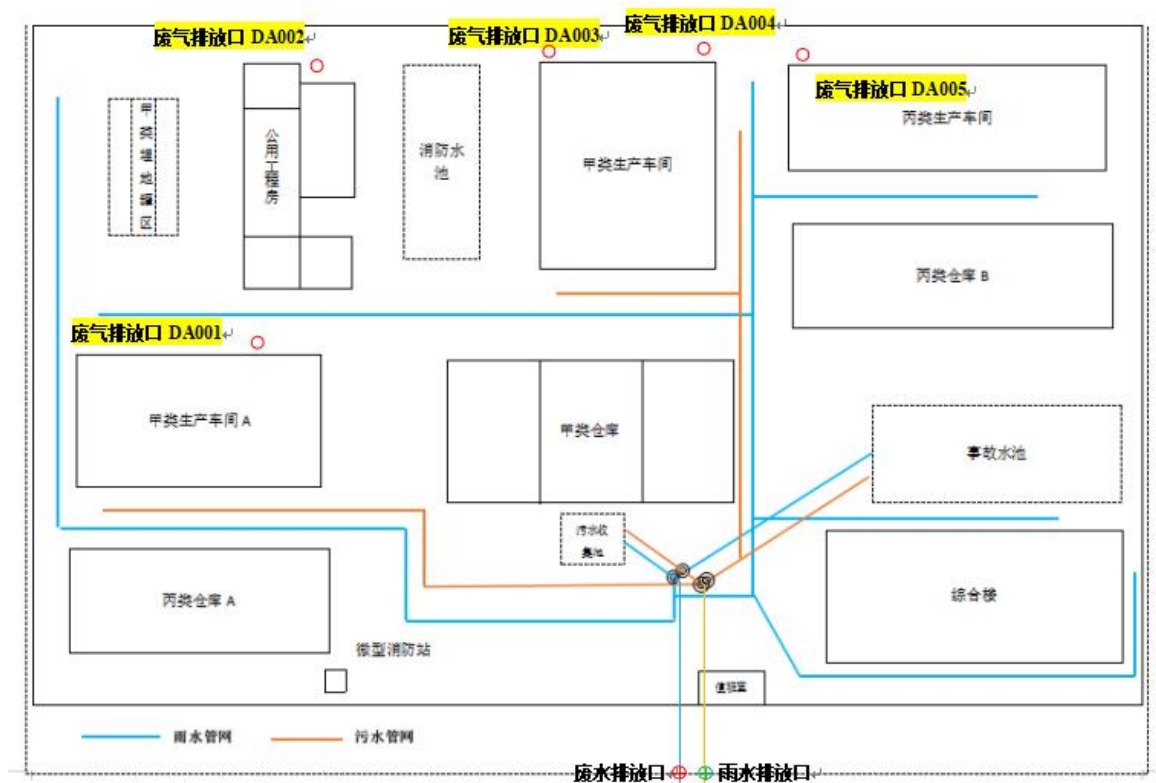 废气排放口 DA002
废气排放口 DA003
废气排放口 DA004
废气排放口 DA005
丙类生产车间
甲类埋地罐区
公用工程房
消防水
池
甲类生产车间
丙类仓库 B
废气排放口 DA001
甲类生产车间 A
甲类仓库
事故水池
污水收
集池
丙类仓库 A
综合楼
微型消防站
值班室
雨水管网
污水管网
废水排放口
雨水排放口